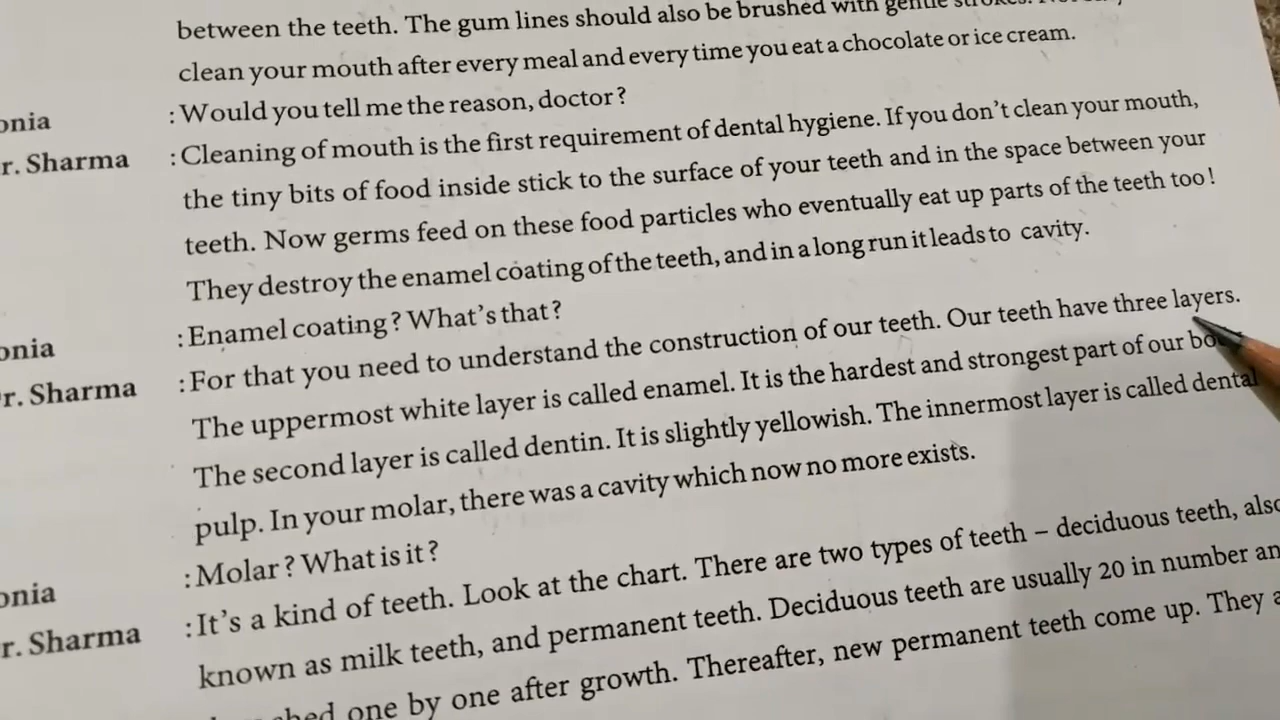 between the teeth. The gum lines should also be brushed with gentle strokes.
clean your mouth after every meal and every time you eat a chocolate or ice cream.
onia : Would you tell me the reason, doctor?
r. Sharma : Cleaning of mouth is the first requirement of dental hygiene. If you don't clean your mouth,
the tiny bits of food inside stick to the surface of your teeth and in the space between your
teeth. Now germs feed on these food particles who eventually eat up parts of the teeth too!
They destroy the enamel coating of the teeth, and in a long run it leads to cavity.
onia : Enamel coating? What's that?
r. Sharma : For that you need to understand the construction of our teeth. Our teeth have three layers.
The uppermost white layer is called enamel. It is the hardest and strongest part of our
The second layer is called dentin. It is slightly yellowish. The innermost layer is called dental
pulp. In your molar, there was a cavity which now no more exists.
onia : Molar? What is it?
r. Sharma : It's a kind of teeth. Look at the chart. There are two types of teeth – deciduous teeth, also
known as milk teeth, and permanent teeth. Deciduous teeth are usually 20 in number an
one by one after growth. Thereafter, new permanent teeth come up. They a